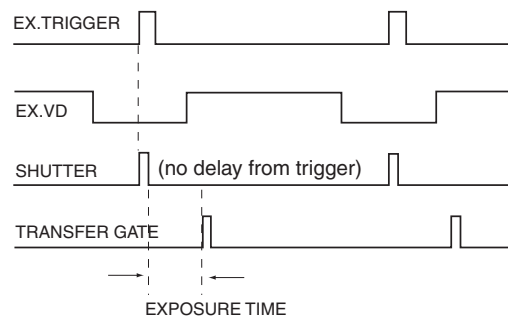 EX.TRIGGER
EX.VD
SHUTTER
(no delay from trigger)
TRANSFER GATE
EXPOSURE TIME